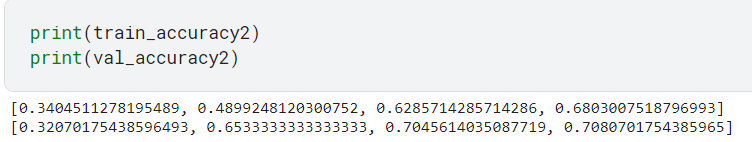 print(train_accuracy2)
print(val_accuracy2)
[0.3404511278195489, 0.4899248120300752, 0.6285714285714286, 0.6803007518796993]
[0.32070175438596493, 0.6533333333333333, 0.7045614035087719, 0.7080701754385965]